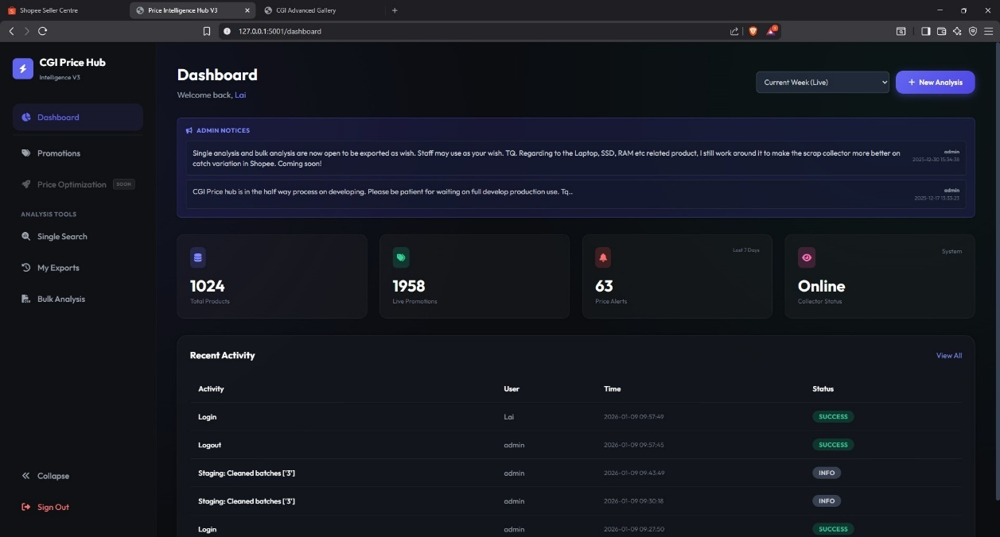 Shopee Seller Centre
Price Intelligence Hub V3
CGI Advanced Gallery
127.0.0.1:5001/dashboard
1
CGI Price Hub
Intelligence V3
Dashboard
Promotions
Price Optimization SOON
ANALYSIS TOOLS
Single Search
My Exports
Bulk Analysis
Collapse
Sign Out
Dashboard
Welcome back, Lai
Current Week (Live)
+ New Analysis
ADMIN NOTICES
Single analysis and bulk analysis are now open to be exported as wish. Staff may use as your wish. TQ. Regarding to the Laptop, SSD, RAM etc related product, I still work around it to make the scrap collector more better on
catch variation in Shopee. Coming soon!
admin
2025-12-30 15:34:38
CGI Price hub is in the half way process on developing. Please be patient for waiting on full develop production use. Tq..
admin
2025-12-17 13:33:23
1024
Total Products
1958
Live Promotions
Last 7 Days
63
Price Alerts
System
Online
Collector Status
Recent Activity
View All
Activity User Time Status
Login Lai 2026-01-09 09:57:49 SUCCESS
Logout admin 2026-01-09 09:57:45 SUCCESS
Staging: Cleaned batches ['3'] admin 2026-01-09 09:43:49 INFO
Staging: Cleaned batches ['3'] admin 2026-01-09 09:30:18 INFO
Login admin 2026-01-09 09:27:50 SUCCESS